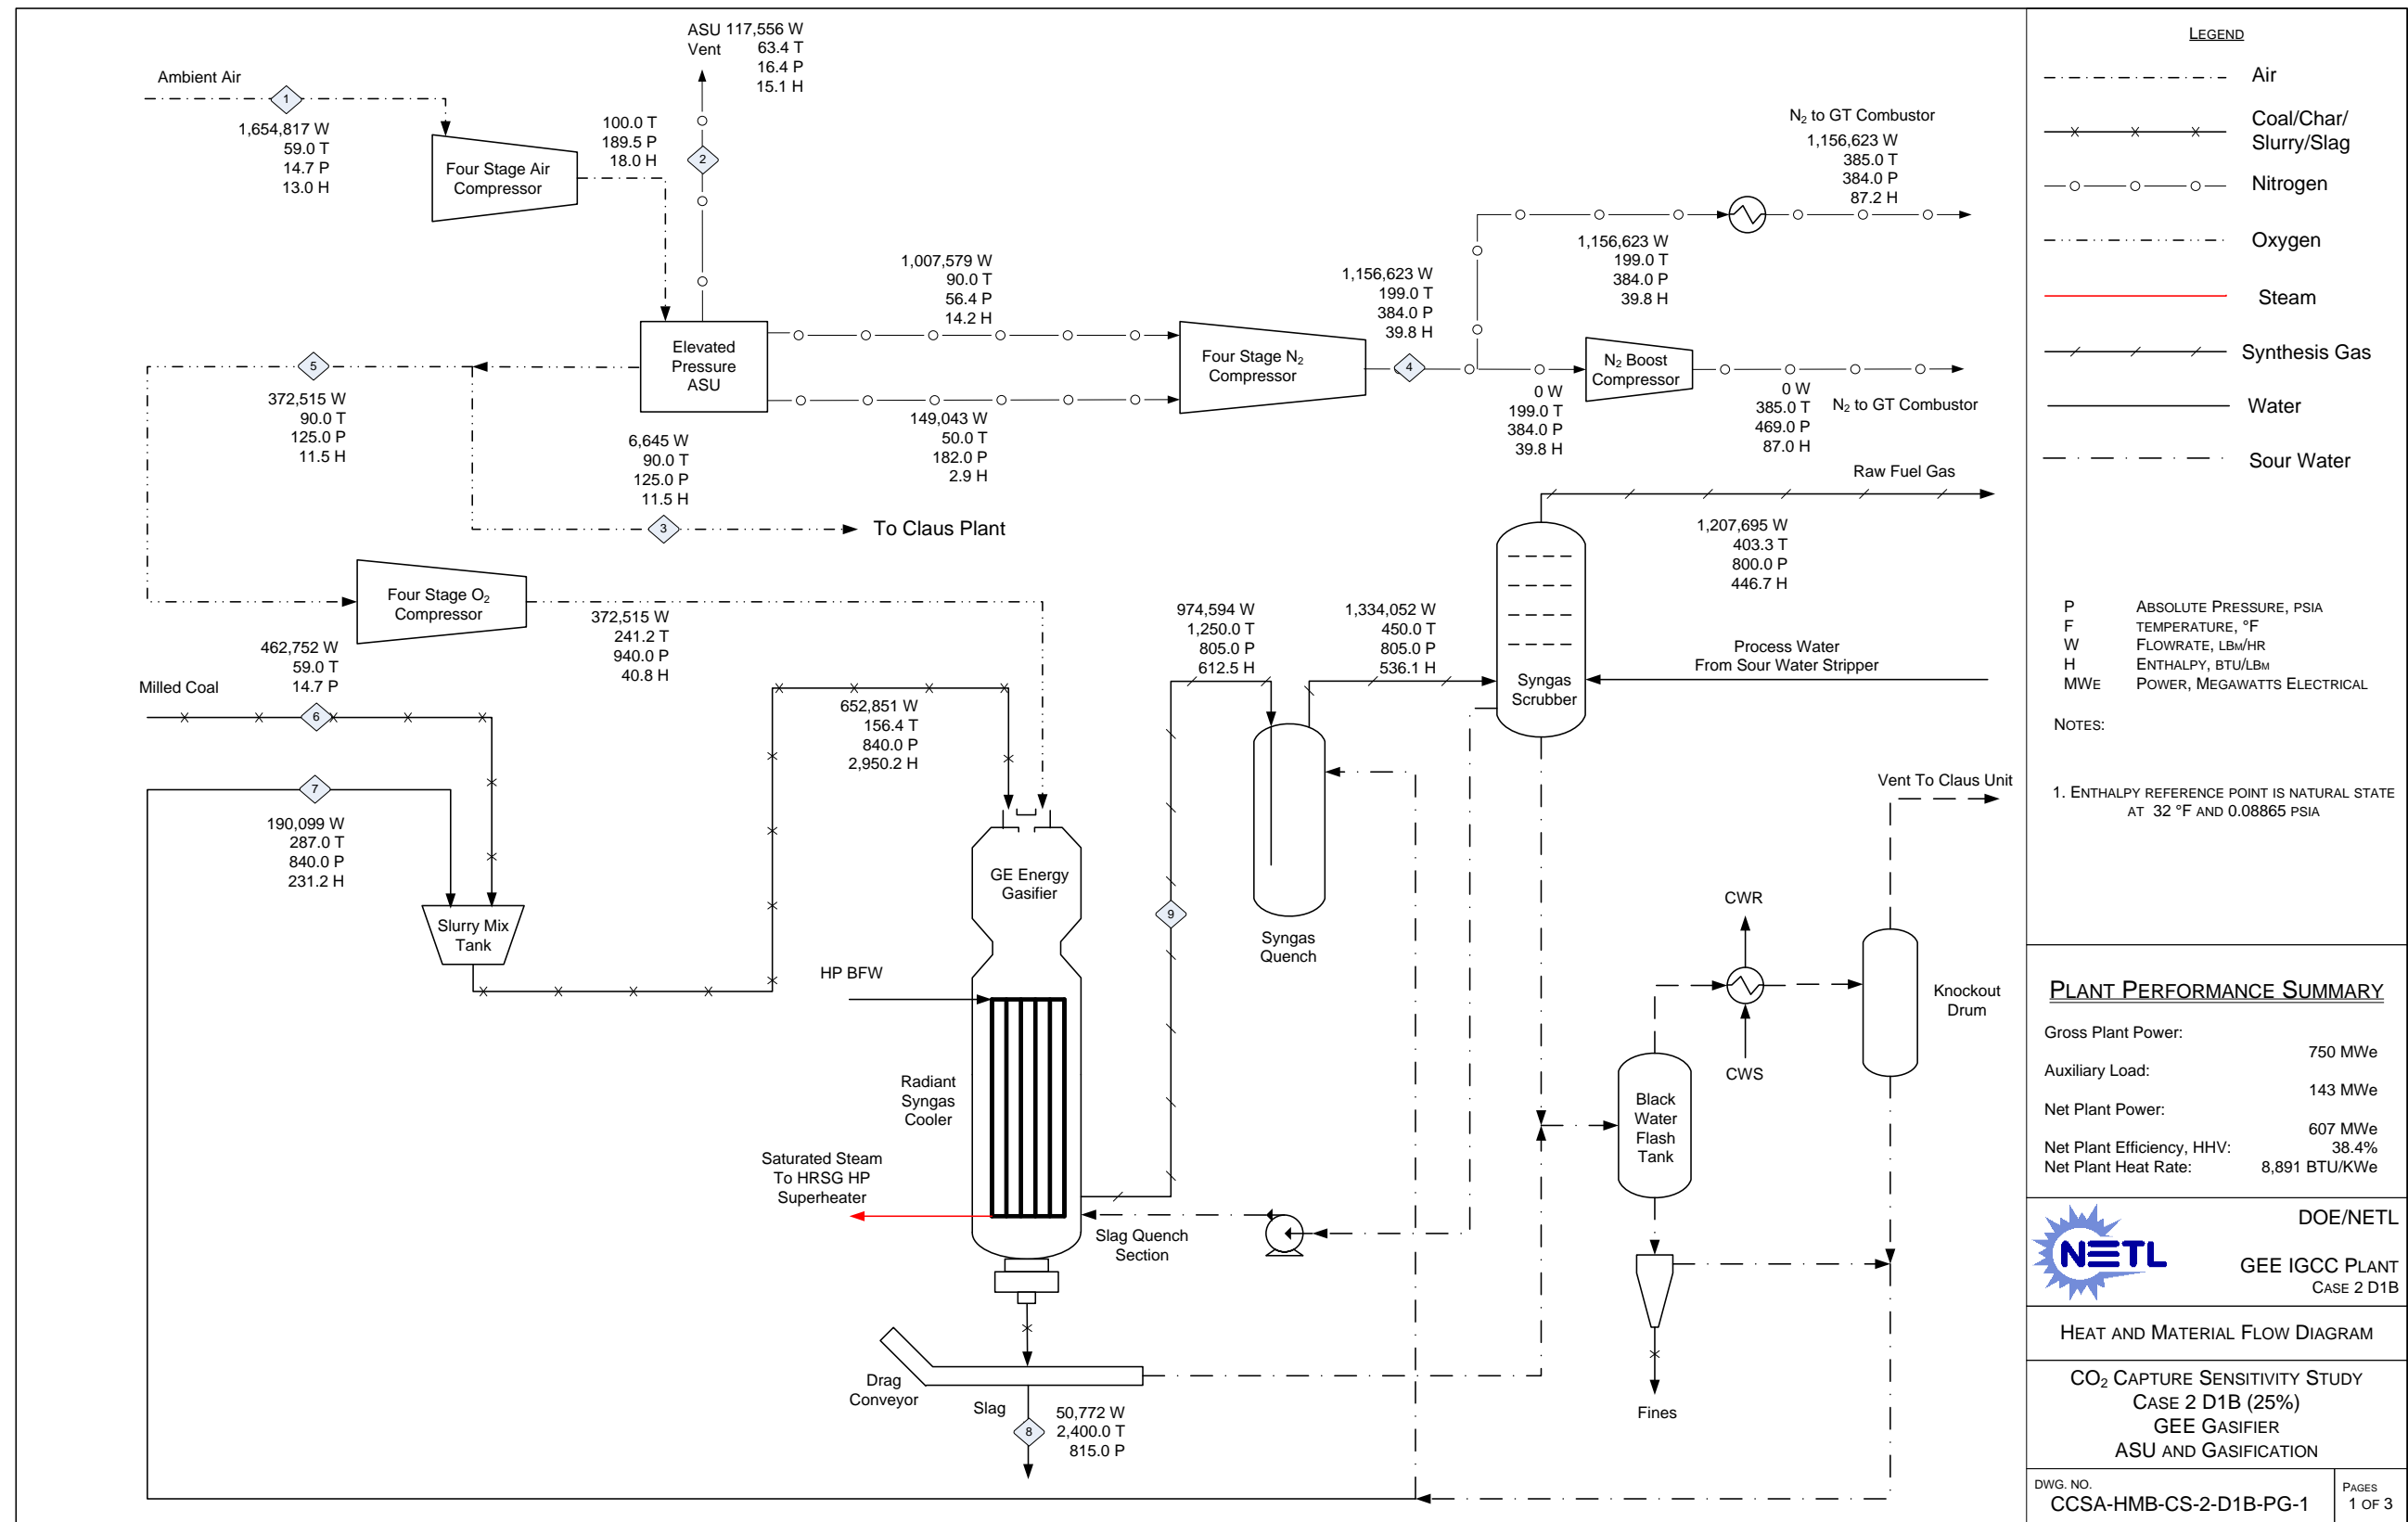 ASU 117,556 W
Vent 63.4 T
16.4 P
15.1 H
Ambient Air
1
1,654,817 W
59.0 T
14.7 P
13.0 H
Four Stage Air
Compressor
100.0 T
189.5 P
18.0 H
2
N2 to GT Combustor
1,156,623 W
385.0 T
384.0 P
87.2 H
1,156,623 W
199.0 T
384.0 P
39.8 H
1,007,579 W
90.0 T
56.4 P
14.2 H
1,156,623 W
199.0 T
384.0 P
39.8 H
Elevated
Pressure
ASU
Four Stage N2
Compressor
4
N2 Boost
Compressor
0 W
199.0 T
384.0 P
39.8 H
0 W
385.0 T
469.0 P
87.0 H
N2 to GT Combustor
5
372,515 W
90.0 T
125.0 P
11.5 H
149,043 W
50.0 T
182.0 P
2.9 H
6,645 W
90.0 T
125.0 P
11.5 H
3
To Claus Plant
Raw Fuel Gas
1,207,695 W
403.3 T
800.0 P
446.7 H
Four Stage O2
Compressor
372,515 W
241.2 T
940.0 P
40.8 H
462,752 W
59.0 T
14.7 P
Milled Coal
6
974,594 W
1,250.0 T
805.0 P
612.5 H
1,334,052 W
450.0 T
805.0 P
536.1 H
Process Water
From Sour Water Stripper
Syngas
Scrubber
652,851 W
156.4 T
840.0 P
2,950.2 H
7
190,099 W
287.0 T
840.0 P
231.2 H
Vent To Claus Unit
GE Energy
Gasifier
Slurry Mix
Tank
9
Syngas
Quench
CWR
HP BFW
Knockout
Drum
CWS
Radiant
Syngas
Cooler
Black
Water
Flash
Tank
Saturated Steam
To HRSG HP
Superheater
Slag Quench
Section
Drag
Conveyor
Slag
8
50,772 W
2,400.0 T
815.0 P
Fines
LEGEND
Air
Coal/Char/
Slurry/Slag
Nitrogen
Oxygen
Steam
Synthesis Gas
Water
Sour Water
P ABSOLUTE PRESSURE, PSIA
F TEMPERATURE, °F
W FLOWRATE, LBM/HR
H ENTHALPY, BTU/LBM
MWE POWER, MEGAWATTS ELECTRICAL
NOTES:
1. ENTHALPY REFERENCE POINT IS NATURAL STATE
AT 32 °F AND 0.08865 PSIA
PLANT PERFORMANCE SUMMARY
Gross Plant Power:
750 MWe
Auxiliary Load:
143 MWe
Net Plant Power:
607 MWe
Net Plant Efficiency, HHV: 38.4%
Net Plant Heat Rate: 8,891 BTU/KWe
NETL
DOE/NETL
GEE IGCC PLANT
CASE 2 D1B
HEAT AND MATERIAL FLOW DIAGRAM
CO2 CAPTURE SENSITIVITY STUDY
CASE 2 D1B (25%)
GEE GASIFIER
ASU AND GASIFICATION
DWG. NO.
CCSA-HMB-CS-2-D1B-PG-1
PAGES
1 OF 3